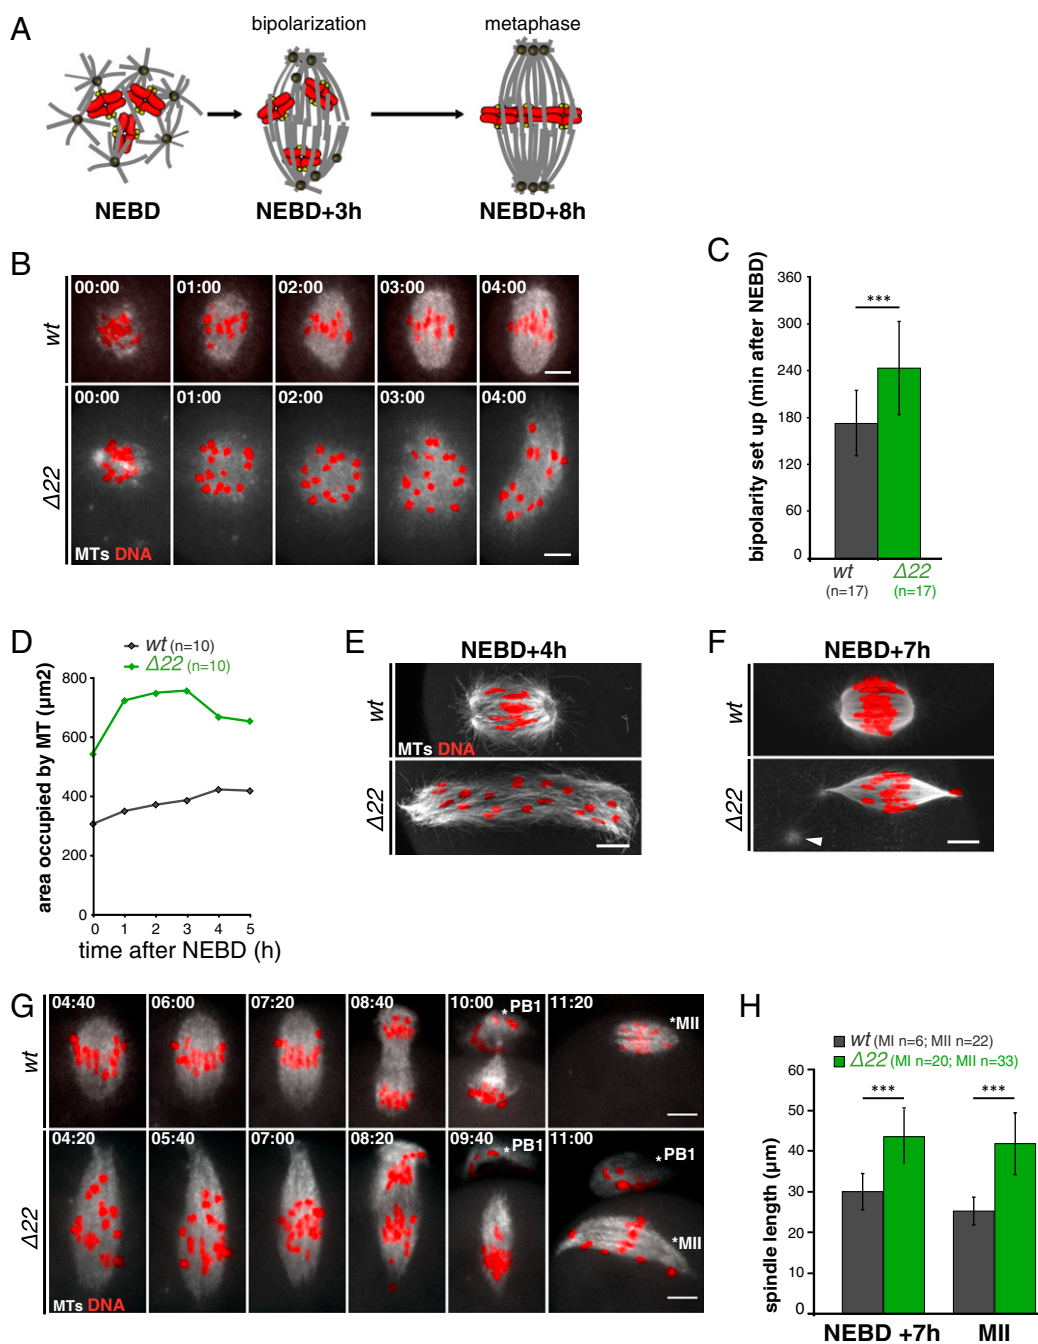 A
bipolarization
metaphase
NEBD
NEBD+3h
NEBD+8h
B
wt
00:00
01:00
02:00
03:00
04:00
Δ22
00:00
01:00
02:00
03:00
04:00
MTs DNA
C
bipolarity set up (min after NEBD)
360
300
240
180
120
60
0
***
wt
(n=17)
Δ22
(n=17)
D
wt (n=10)
Δ22 (n=10)
area occupied by MT (µm2)
800
600
400
200
0
0 1 2 3 4 5
time after NEBD (h)
E
NEBD+4h
wt
MTs DNA
Δ22
F
NEBD+7h
wt
Δ22
G
wt
04:40
06:00
07:20
08:40
10:00
*PB1
11:20
*MII
Δ22
04:20
05:40
07:00
08:20
09:40
*PB1
11:00
*PB1
*MII
MTs DNA
H
wt (MI n=6; MII n=22)
Δ22 (MI n=20; MII n=33)
spindle length (µm)
60
50
40
30
20
10
0
***
***
NEBD +7h
MII